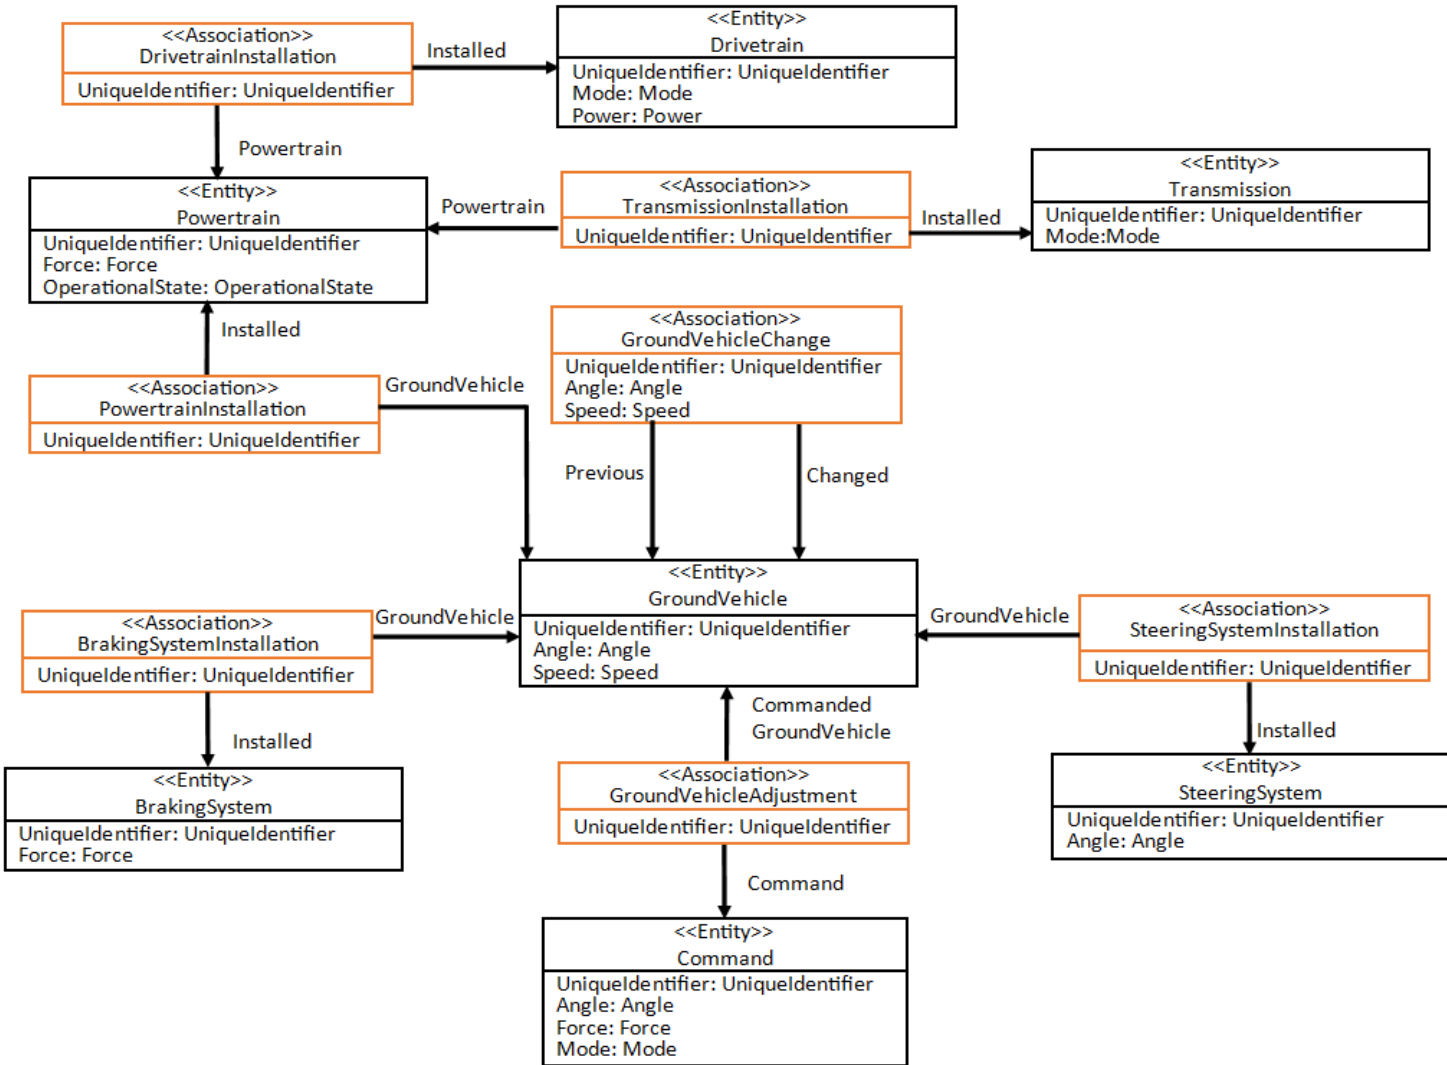 <<Association>>
DrivetrainInstallation
UniqueIdentifier: UniqueIdentifier
Installed
<<Entity>>
Drivetrain
UniqueIdentifier: UniqueIdentifier
Mode: Mode
Power: Power
Powertrain
<<Entity>>
Powertrain
UniqueIdentifier: UniqueIdentifier
Force: Force
OperationalState: OperationalState
Powertrain
<<Association>>
TransmissionInstallation
UniqueIdentifier: UniqueIdentifier
Installed
<<Entity>>
Transmission
UniqueIdentifier: UniqueIdentifier
Mode:Mode
Installed
<<Association>>
PowertrainInstallation
UniqueIdentifier: UniqueIdentifier
GroundVehicle
<<Association>>
GroundVehicleChange
UniqueIdentifier: UniqueIdentifier
Angle: Angle
Speed: Speed
Previous
Changed
<<Entity>>
GroundVehicle
UniqueIdentifier: UniqueIdentifier
Angle: Angle
Speed: Speed
<<Association>>
BrakingSystemInstallation
UniqueIdentifier: UniqueIdentifier
GroundVehicle
GroundVehicle
<<Association>>
SteeringSystemInstallation
UniqueIdentifier: UniqueIdentifier
Installed
<<Entity>>
BrakingSystem
UniqueIdentifier: UniqueIdentifier
Force: Force
Commanded
GroundVehicle
<<Association>>
GroundVehicleAdjustment
UniqueIdentifier: UniqueIdentifier
Installed
<<Entity>>
SteeringSystem
UniqueIdentifier: UniqueIdentifier
Angle: Angle
Command
<<Entity>>
Command
UniqueIdentifier: UniqueIdentifier
Angle: Angle
Force: Force
Mode: Mode